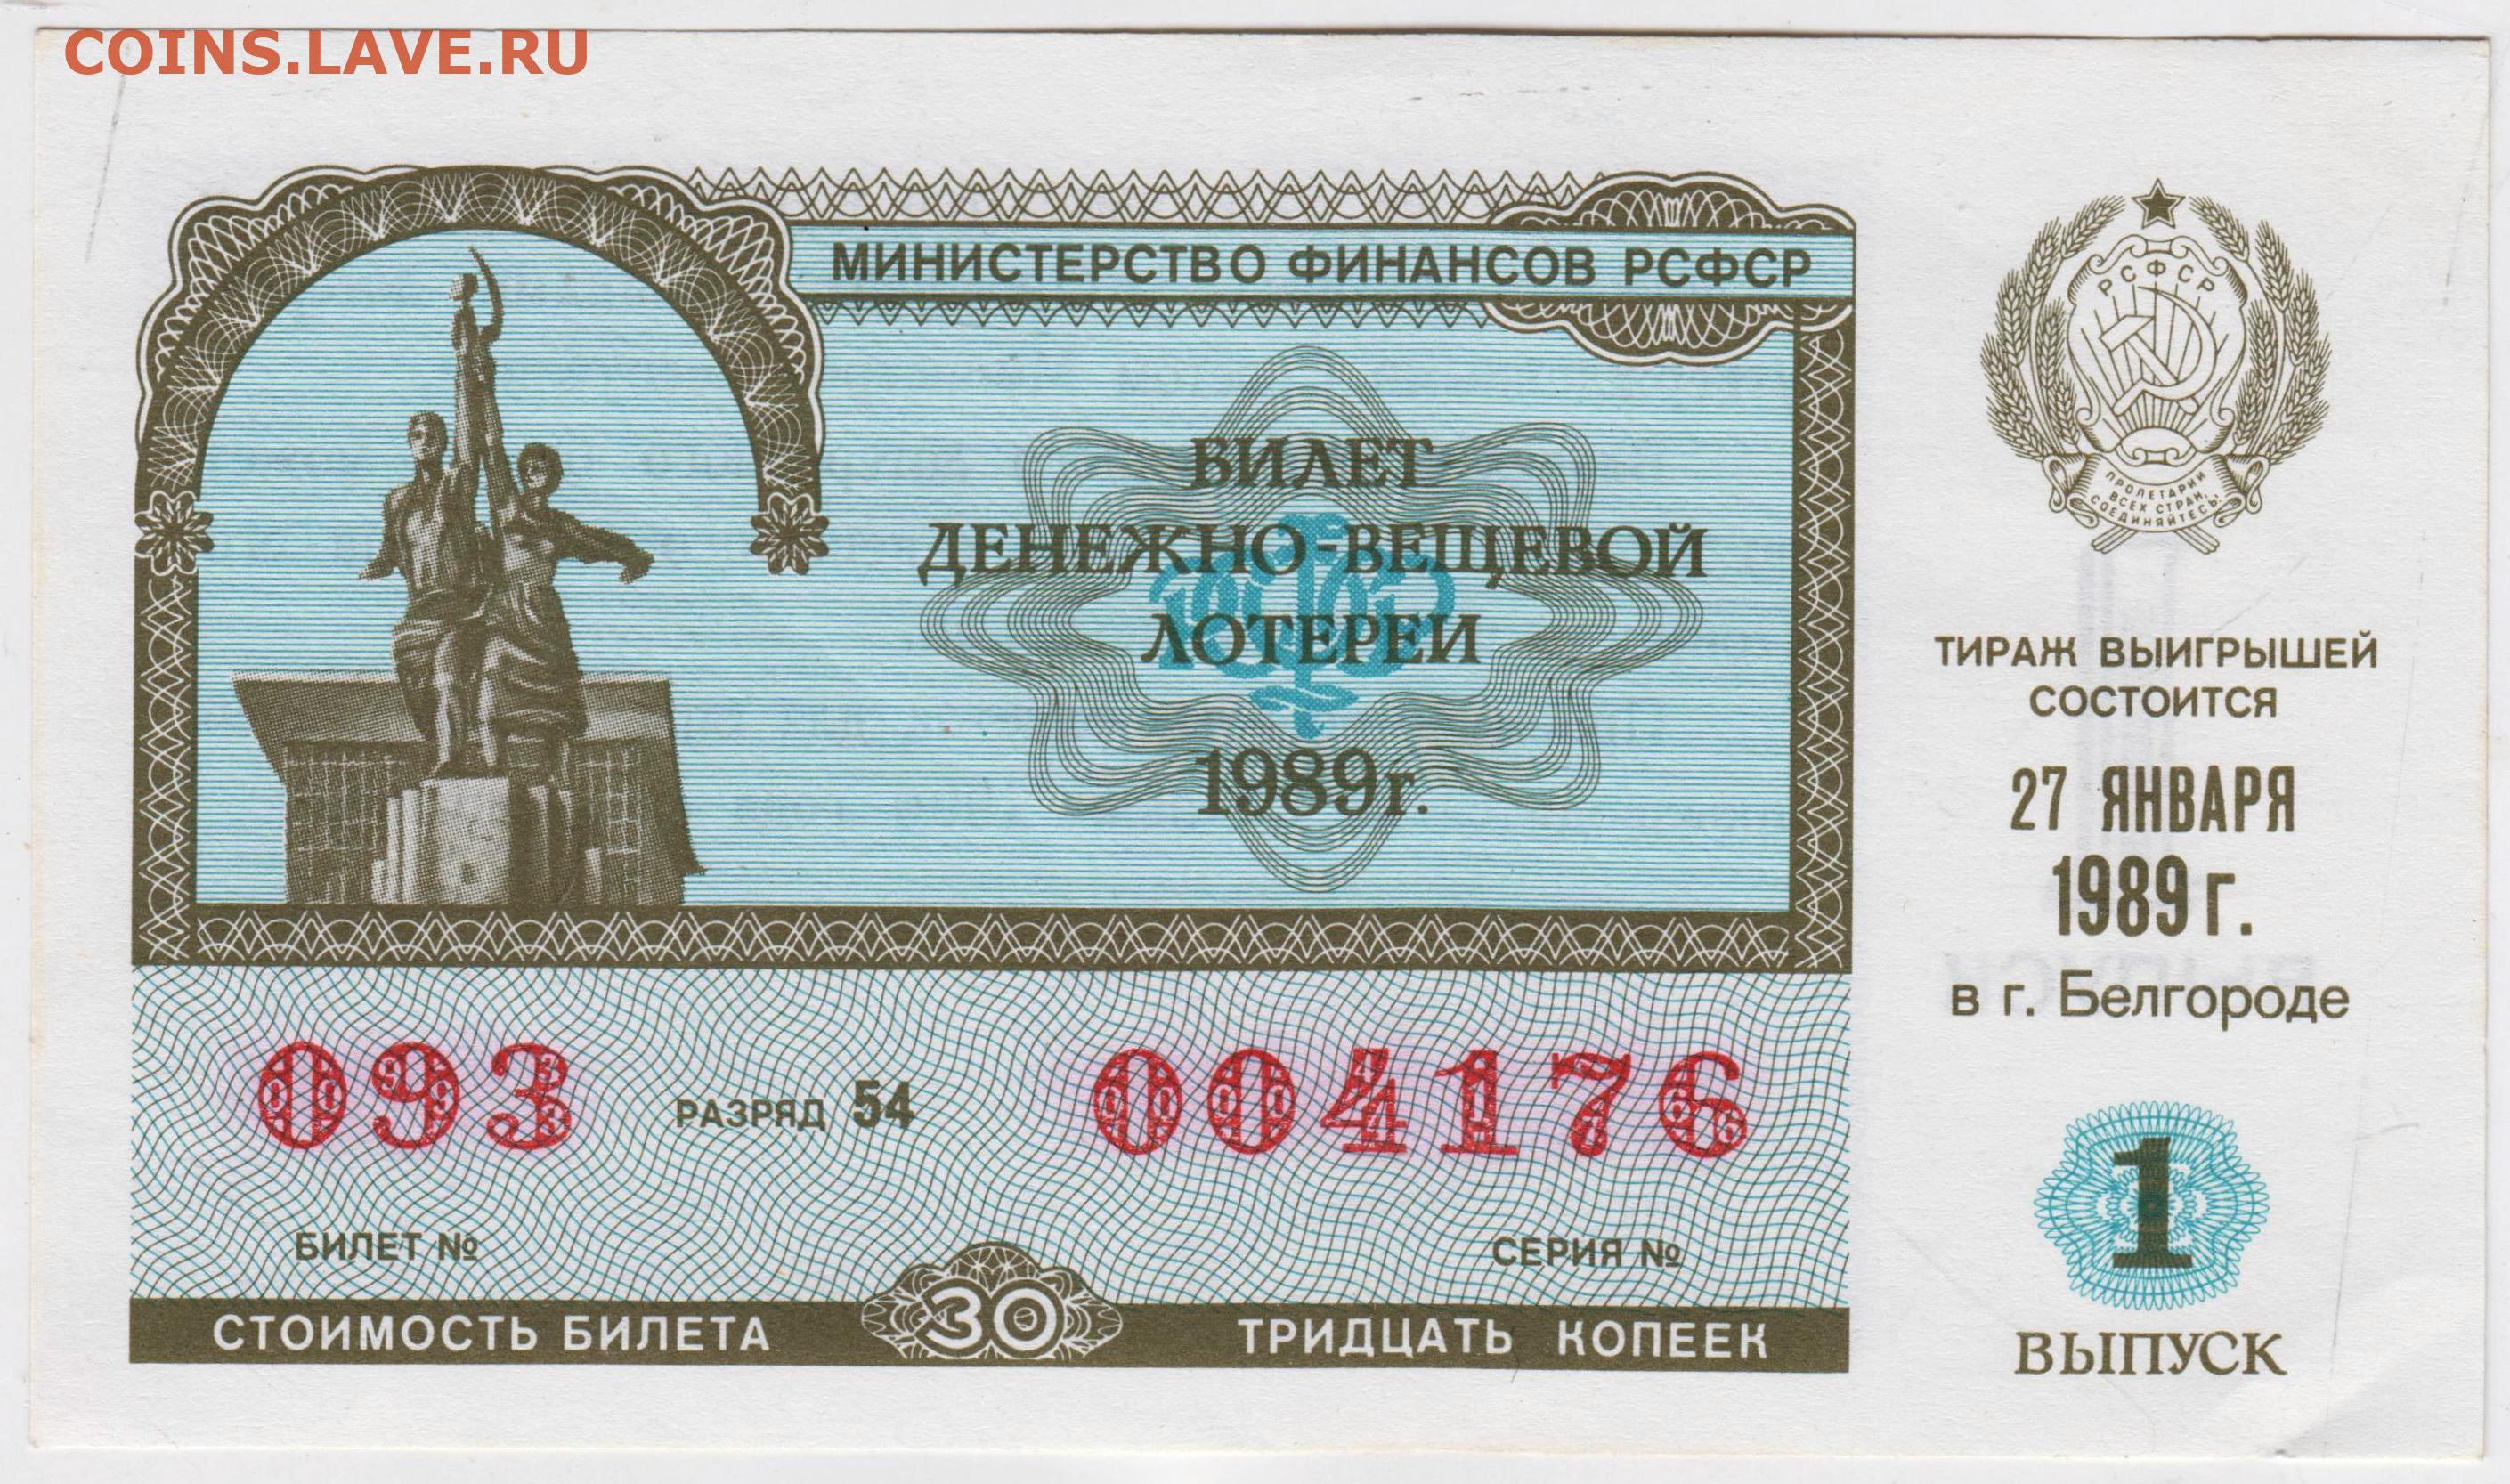 COINS.LAVE.RU
МИНИСТЕРСТВО ФИНАНСОВ РСФСР
БИЛЕТ
ДЕНЕЖНО-ВЕЩЕВОЙ
ЛОТЕРЕИ
1989г.
093
РАЗРЯД 54
004176
БИЛЕТ №
СЕРИЯ №
СТОИМОСТЬ БИЛЕТА
30
ТРИДЦАТЬ КОПЕЕК
РСФСР
ПРОЛЕТАРИИ
ВСЕХ СТРАН,
СОЕДИНЯЙТЕСЬ!
ТИРАЖ ВЫИГРЫШЕЙ
СОСТОИТСЯ
27 ЯНВАРЯ
1989 г.
в г. Белгороде
1
ВЫПУСК